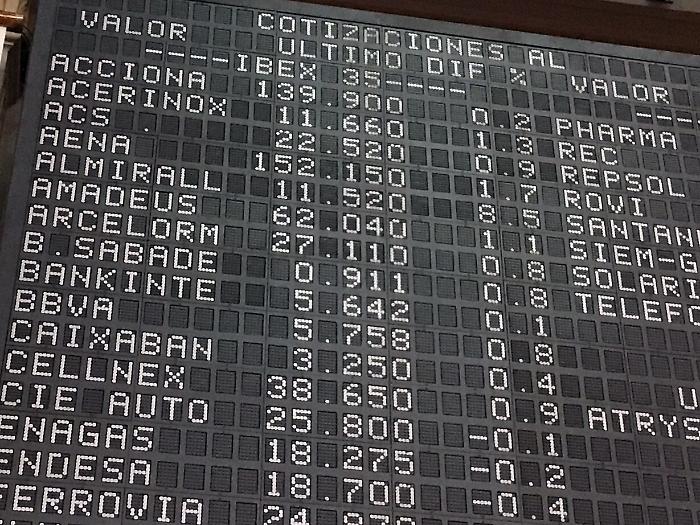 COTIZACIONES AL
VALOR ULTIMO DIF % VALOR
----IBEX 35---- ----
ACCIONA 139.900 0.2 PHARMA
ACERINOX 11.660 1.3 REC
ACS . 22.520 0.9 REPSOL
AENA 152.150 1.7 ROVI
ALMIRALL 11.520 8.5 SANTAN
AMADEUS 62.040 1.1 SIEM-G
ARCELORM 27.110 0.8 SOLARI
B.SABADE 0.911 0.8 TELEFO
BANKINTE 5.642 0.1
BBVA 5.758 0.8
CAIXABAN 3.250 0.4
CELLNEX 38.650 0.9 ATRYS
CIE AUTO 25.800 -0.1
ENAGAS 18.275 -0.2
ENDESA 18.700 -0.4
FERROVIA